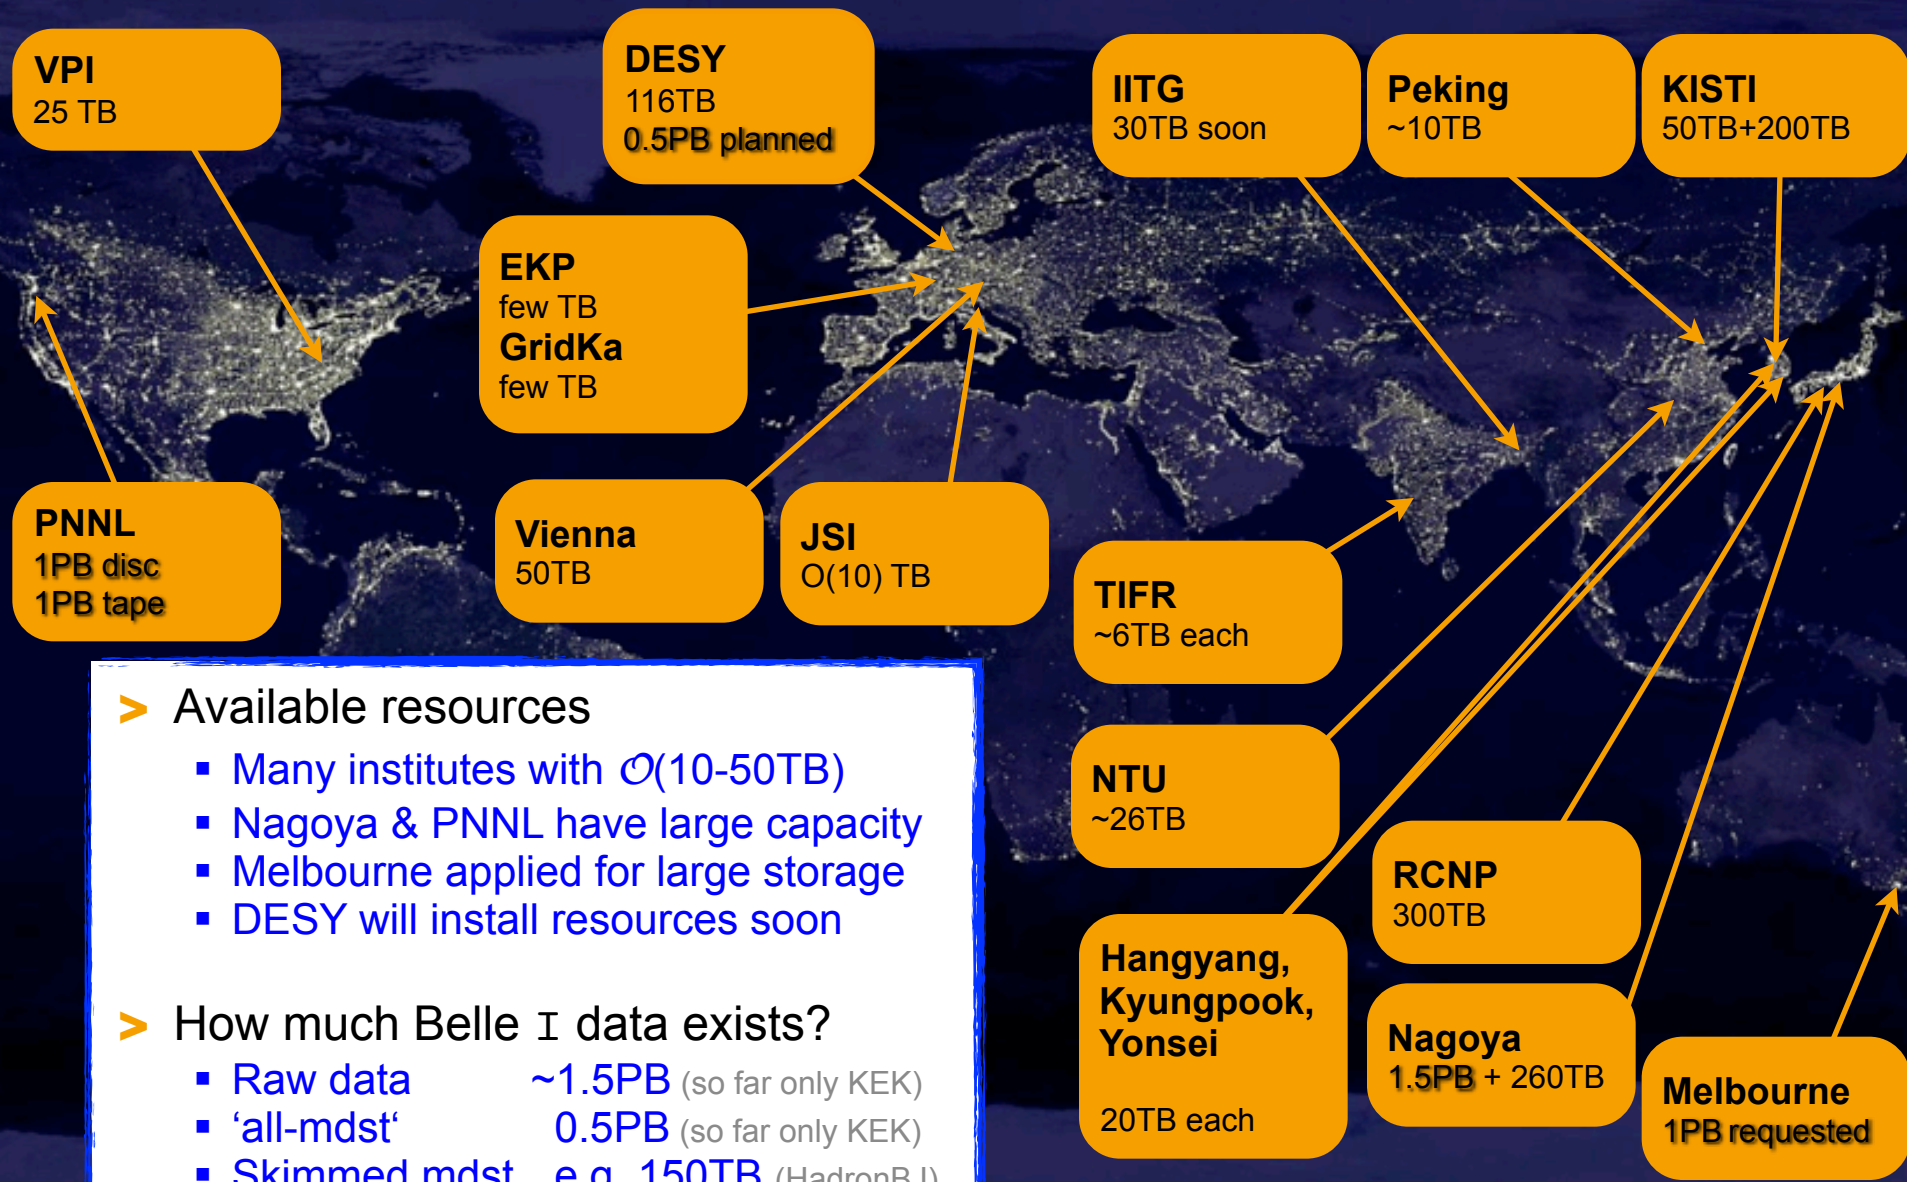 VPI
25 TB
DESY
116TB
0.5PB planned
IITG
30TB soon
Peking
~10TB
KISTI
50TB+200TB
EKP
few TB
GridKa
few TB
PNNL
1PB disc
1PB tape
Vienna
50TB
JSI
O(10) TB
TIFR
~6TB each
NTU
~26TB
RCNP
300TB
Hangyang,
Kyungpook,
Yonsei
20TB each
Nagoya
1.5PB + 260TB
Melbourne
1PB requested
> Available resources
▪ Many institutes with 𝒪(10-50TB)
▪ Nagoya & PNNL have large capacity
▪ Melbourne applied for large storage
▪ DESY will install resources soon
> How much Belle I data exists?
▪ Raw data ~1.5PB (so far only KEK)
▪ ‘all-mdst‘ 0.5PB (so far only KEK)
▪ Skimmed mdst e.g. 150TB (HadronBJ)